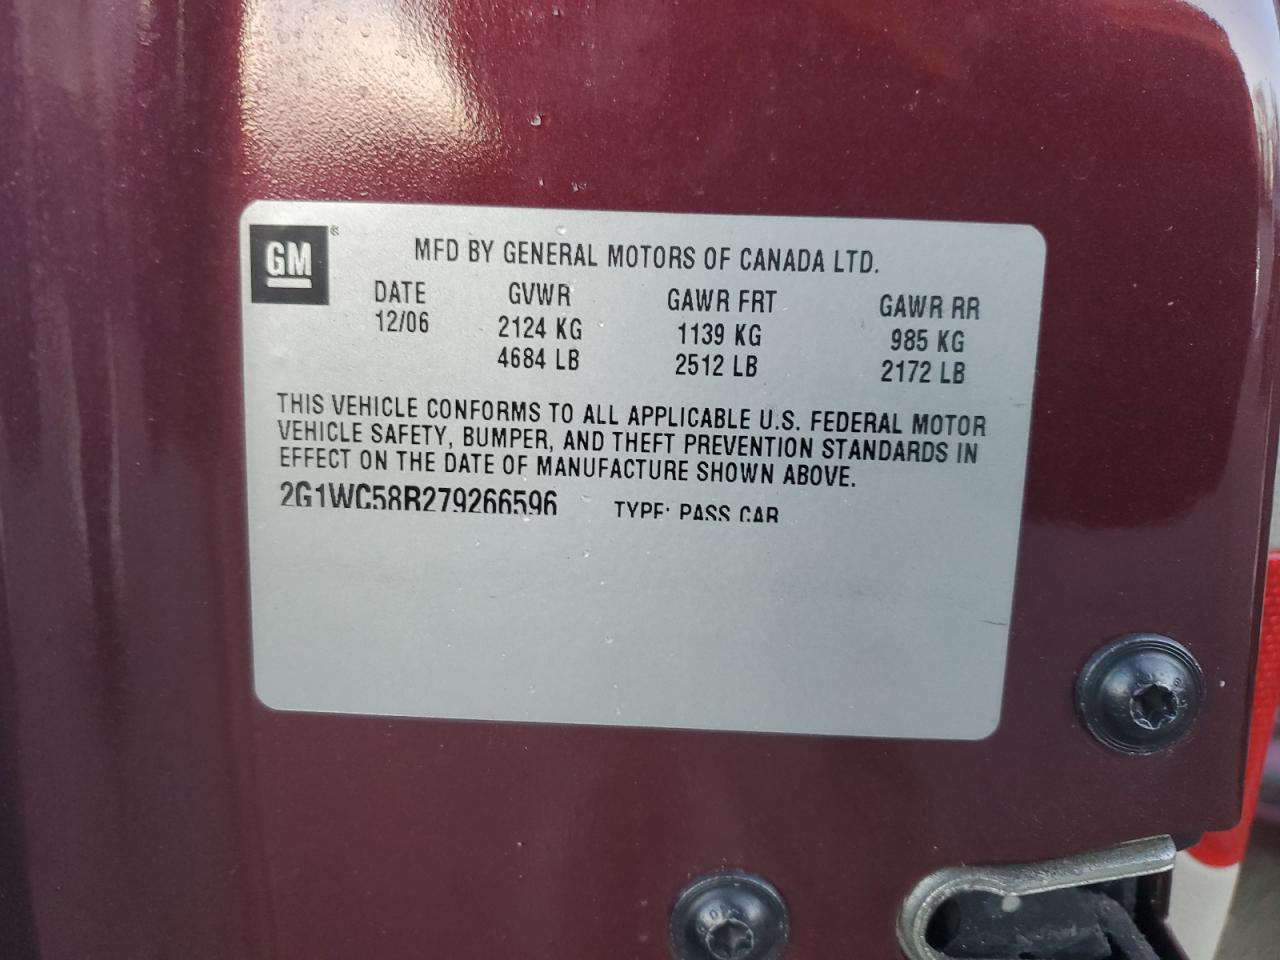 GM ®
MFD BY GENERAL MOTORS OF CANADA LTD.
DATE GVWR GAWR FRT GAWR RR
12/06 2124 KG 1139 KG 985 KG
4684 LB 2512 LB 2172 LB
THIS VEHICLE CONFORMS TO ALL APPLICABLE U.S. FEDERAL MOTOR
VEHICLE SAFETY, BUMPER, AND THEFT PREVENTION STANDARDS IN
EFFECT ON THE DATE OF MANUFACTURE SHOWN ABOVE.
2G1WC58R279266596 TYPE: PASS CAR